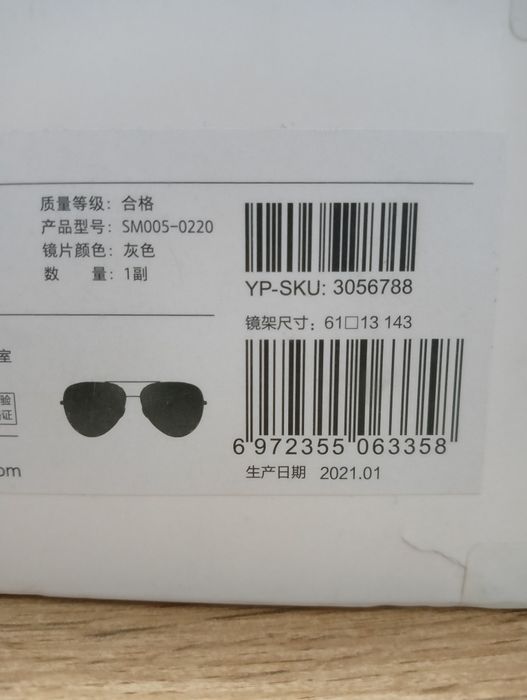 质量等级：合格
产品型号：SM005-0220
镜片颜色：灰色
数 量：1副
YP-SKU: 3056788
镜架尺寸：61□13 143
室
验
证
om
6 972355 063358
生产日期 2021.01